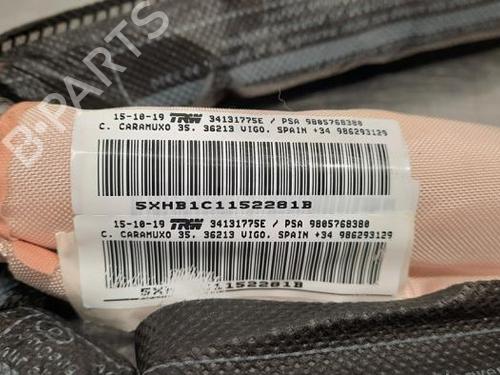 15-10-19 TRW 34131775E / PSA 9805768380
C. CARAMUXO 35. 36213 VIGO. SPAIN +34 986293129
5XHB1C1152281B
15-10-19 TRW 34131775E / PSA 9805768380
C. CARAMUXO 35. 36213 VIGO. SPAIN +34 986293129
5XHB1C1152281B
B-Parts